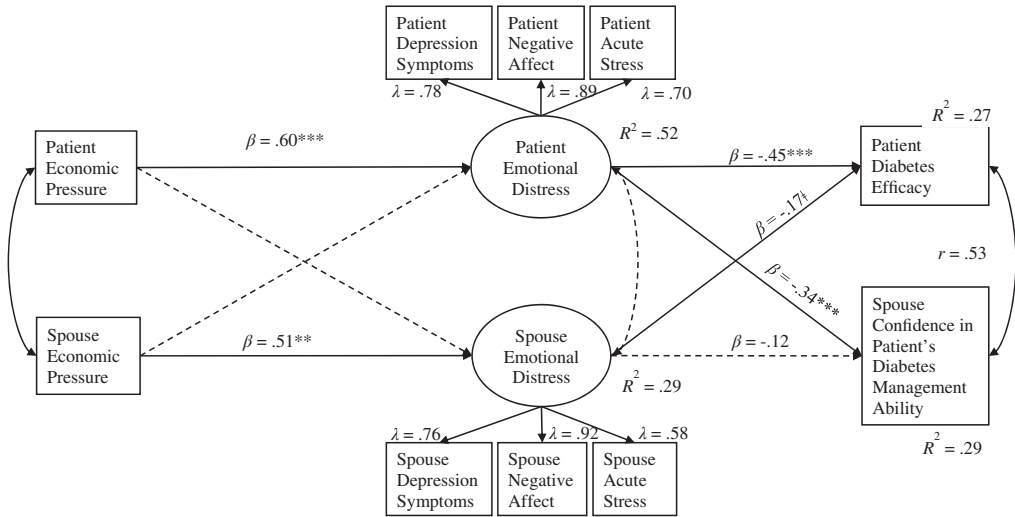 Patient
Depression
Symptoms
Patient
Negative
Affect
Patient
Acute
Stress
λ = .78
λ = .89
λ = .70
R² = .27
β = .60***
R² = .52
Patient
Economic
Pressure
Patient
Emotional
Distress
β = -.45***
Patient
Diabetes
Efficacy
β = -.17‡
r = .53
β = -.34***
Spouse
Economic
Pressure
β = .51**
Spouse
Emotional
Distress
β = -.12
Spouse
Confidence in
Patient's
Diabetes
Management
Ability
R² = .29
λ = .76
λ = .92
λ = .58
R² = .29
Spouse
Depression
Symptoms
Spouse
Negative
Affect
Spouse
Acute
Stress